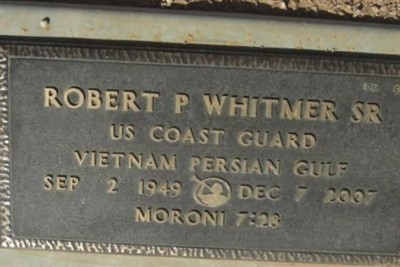 ROBERT P WHITMER SR
US COAST GUARD
VIETNAM PERSIAN GULF
SEP 2 1949 DEC 7 2007
MORONI 7:28